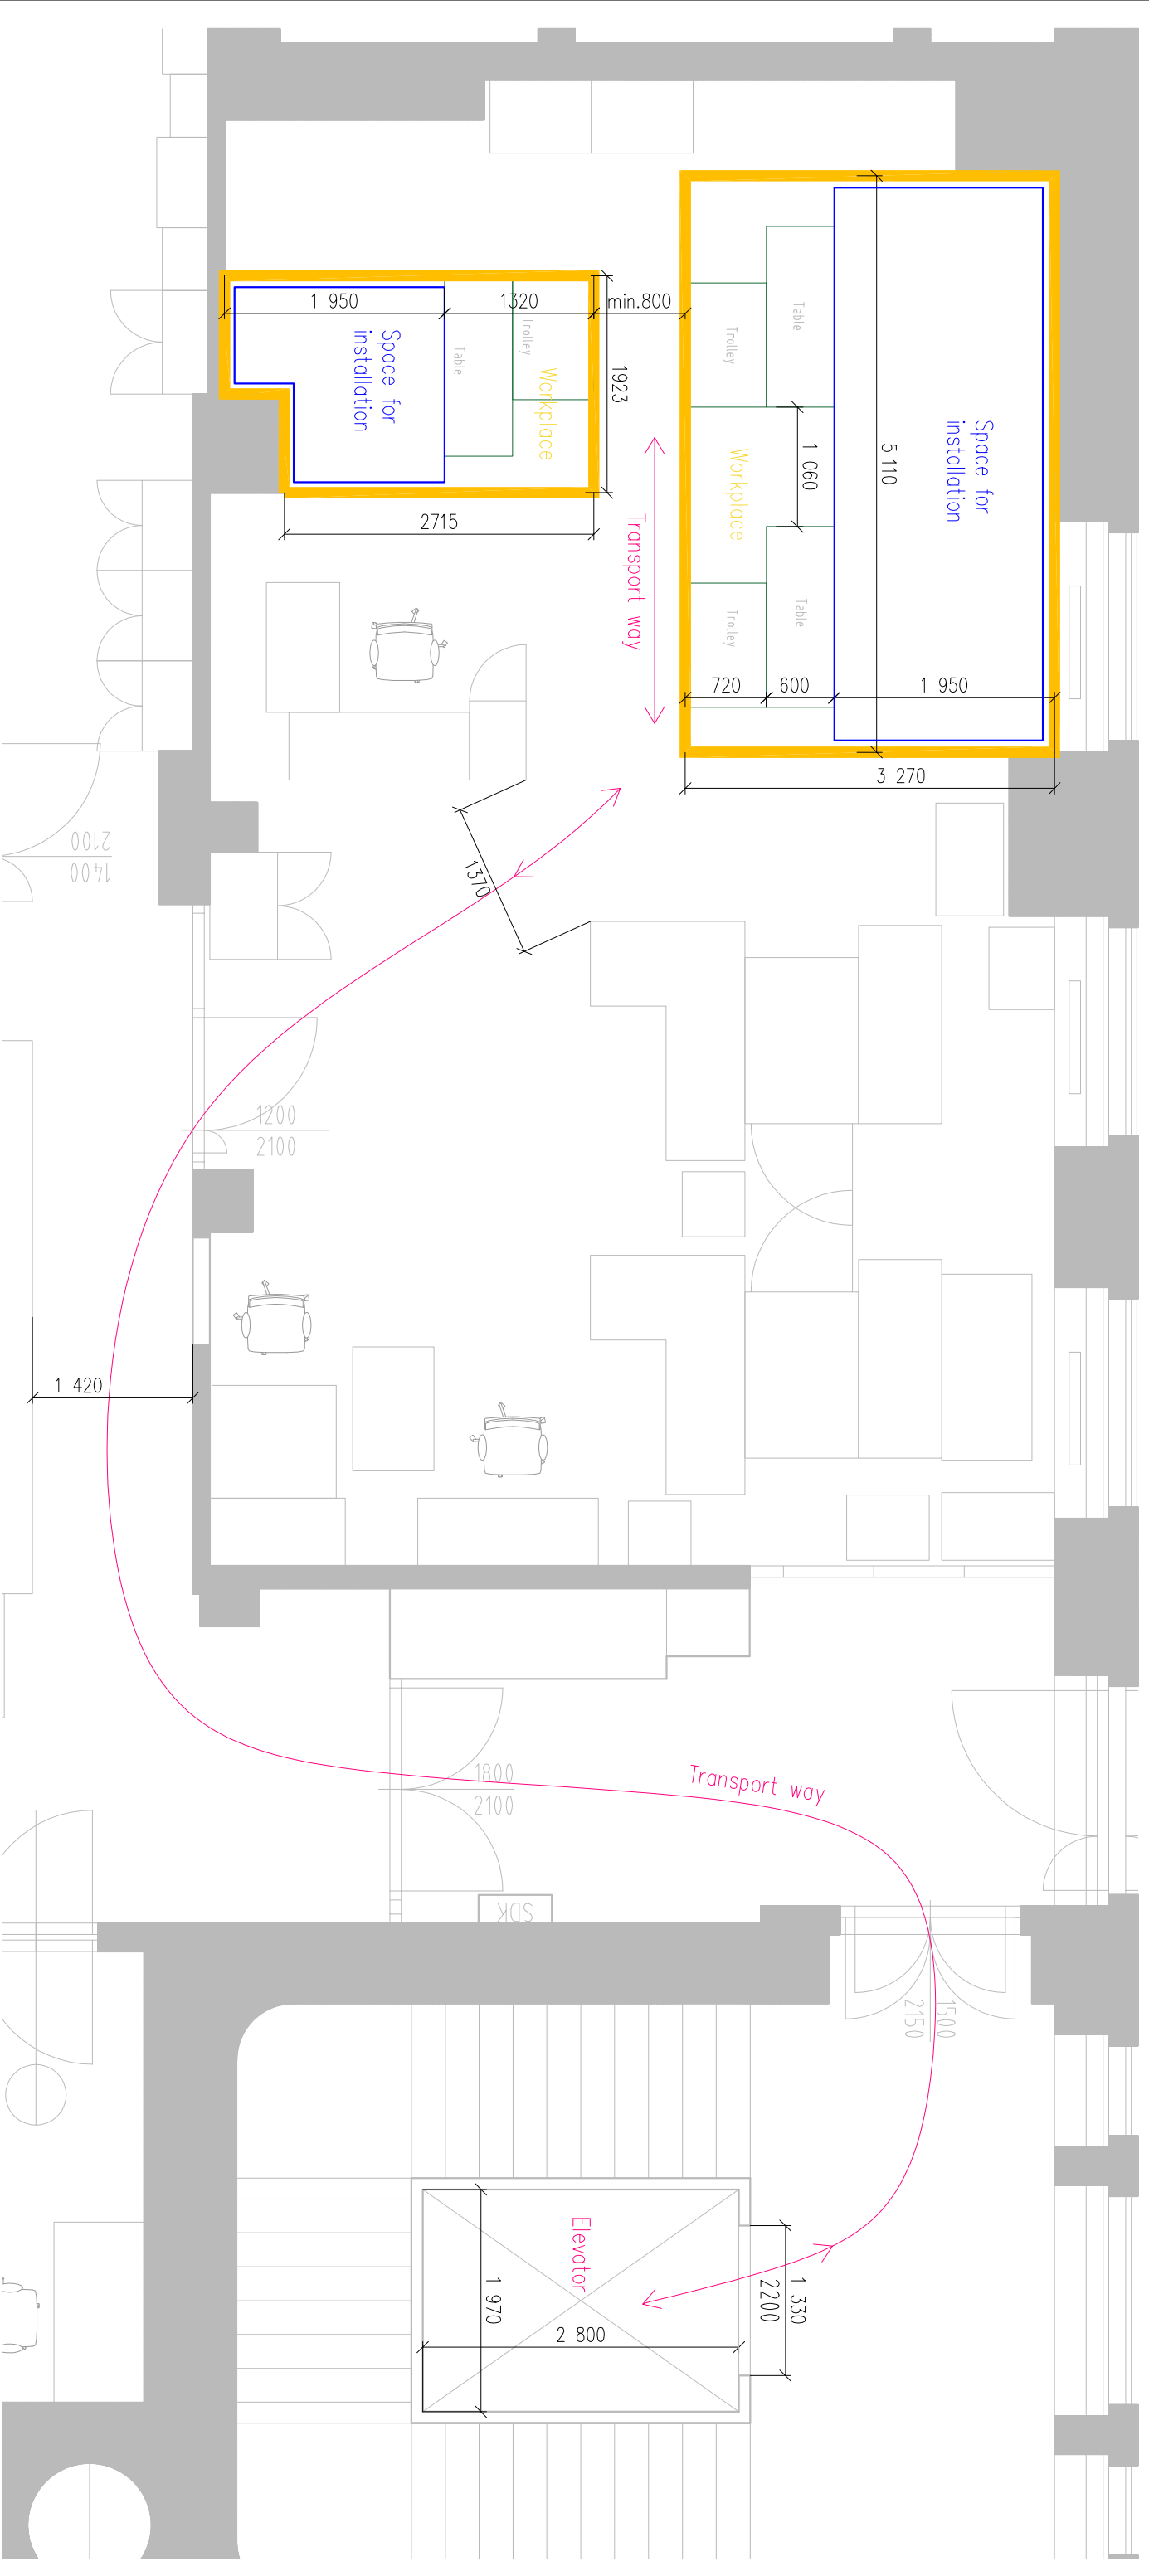 1 950
1320
min.800
Trolley
Table
Space for
installation
Workplace
1923
2715
Table
Trolley
Space for
installation
5 110
1 060
Workplace
Table
Trolley
720
600
1 950
3 270
Transport way
2100
1400
1370
1200
2100
1 420
Transport way
1800
2100
SDK
1500
2150
Elevator
1 970
2 800
1 330
2200